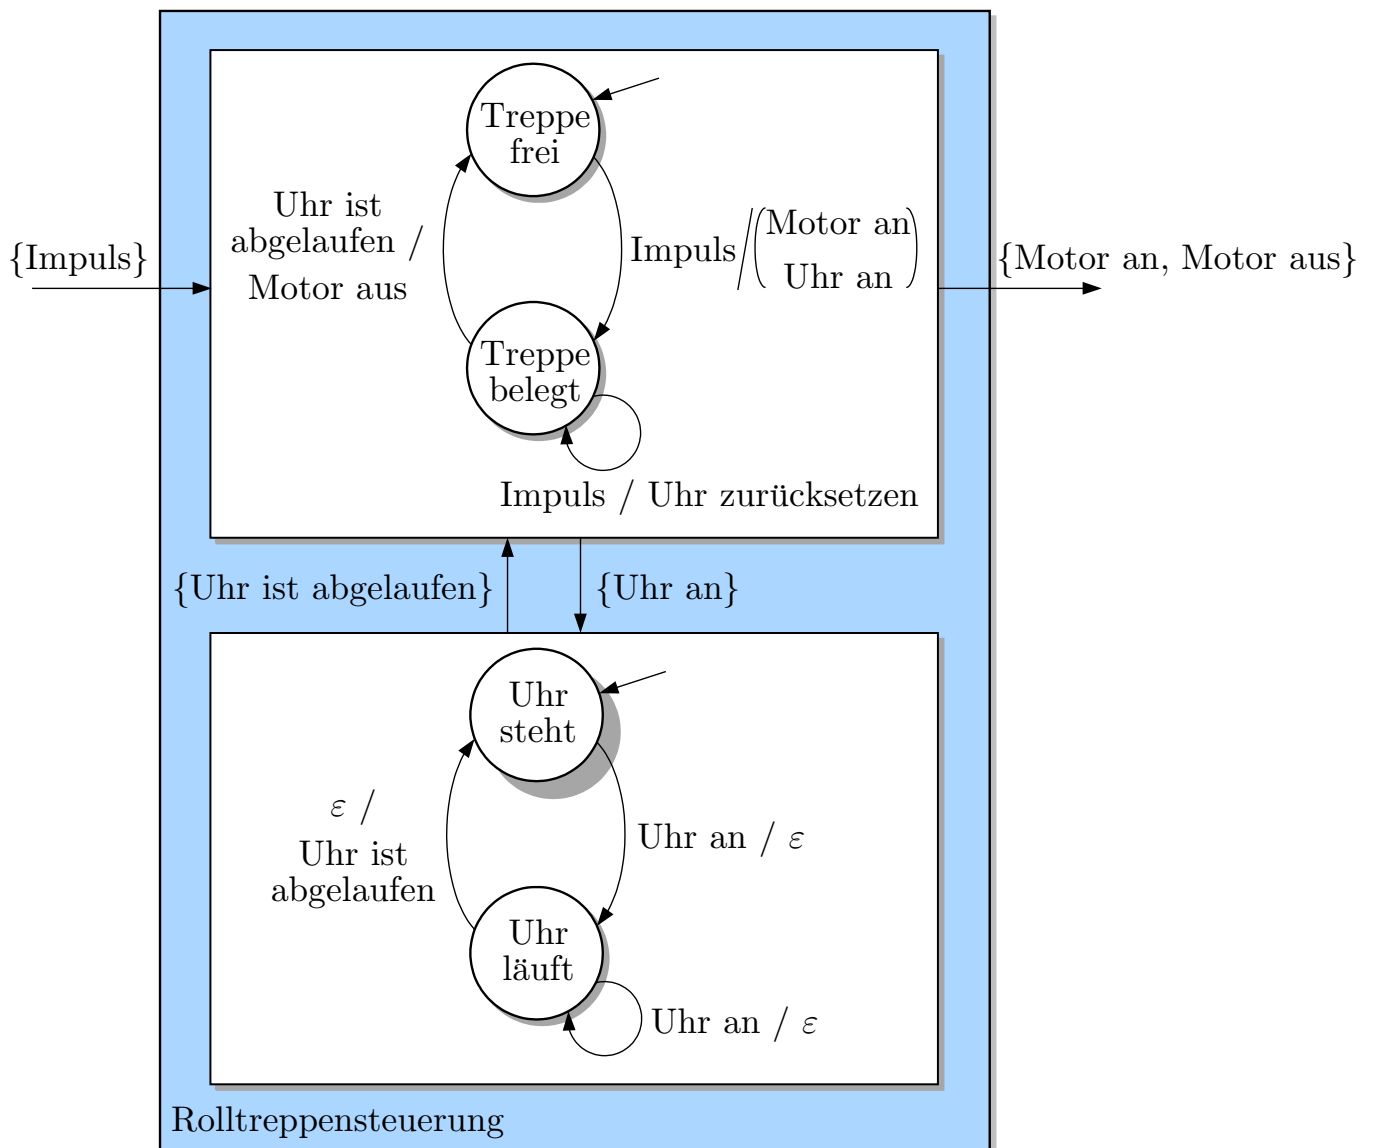 Treppe
frei
Uhr ist
abgelaufen /
Motor aus
Impuls/(Motor an
Uhr an)
{Impuls}
{Motor an, Motor aus}
Treppe
belegt
Impuls / Uhr zurücksetzen
{Uhr ist abgelaufen}
{Uhr an}
Uhr
steht
ε /
Uhr ist
abgelaufen
Uhr an / ε
Uhr
läuft
Uhr an / ε
Rolltreppensteuerung